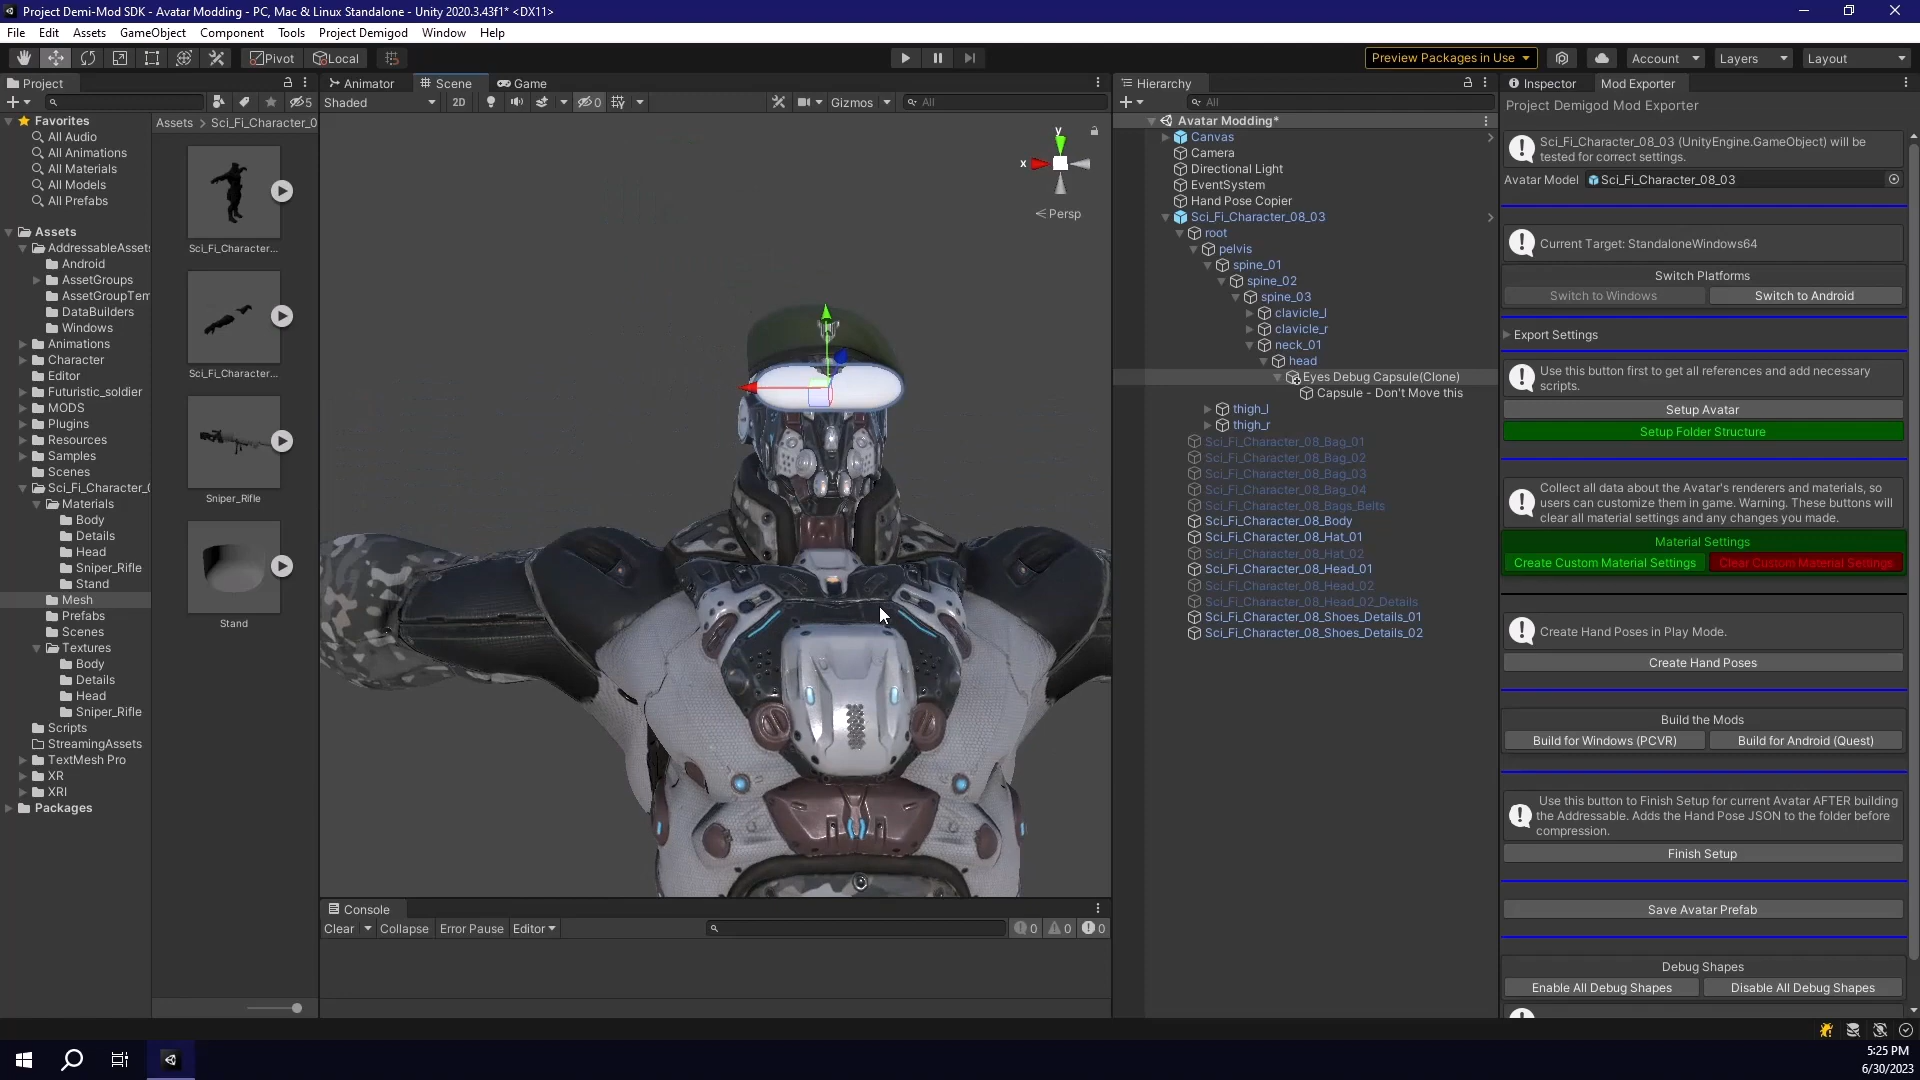 Project Demi-Mod SDK - Avatar Modding - PC, Mac & Linux Standalone - Unity 2020.3.43f1* <DX11>
File Edit Assets GameObject Component Tools Project Demigod Window Help
Pivot Local Preview Packages in Use Account Layers Layout
Project
5
Favorites
All Audio
All Animations
All Materials
All Models
All Prefabs
Assets
AddressableAssets
Android
AssetGroups
AssetGroupTem
DataBuilders
Windows
Animations
Character
Editor
Futuristic_soldier
MODS
Plugins
Resources
Samples
Scenes
Sci_Fi_Character_0
Materials
Body
Details
Head
Sniper_Rifle
Stand
Mesh
Prefabs
Scenes
Textures
Body
Details
Head
Sniper_Rifle
Scripts
StreamingAssets
TextMesh Pro
XR
XRI
Packages
Assets > Sci_Fi_Character_0
Sci_Fi_Character...
Sci_Fi_Character...
Sniper_Rifle
Stand
Animator Scene Game
Shaded 2D 0 Gizmos All
y
x
Persp
Console
Clear Collapse Error Pause Editor 0 0 0
Hierarchy
All
Avatar Modding*
Canvas
Camera
Directional Light
EventSystem
Hand Pose Copier
Sci_Fi_Character_08_03
root
pelvis
spine_01
spine_02
spine_03
clavicle_l
clavicle_r
neck_01
head
Eyes Debug Capsule(Clone)
Capsule - Don't Move this
thigh_l
thigh_r
Sci_Fi_Character_08_Bag_01
Sci_Fi_Character_08_Bag_02
Sci_Fi_Character_08_Bag_03
Sci_Fi_Character_08_Bag_04
Sci_Fi_Character_08_Bags_Belts
Sci_Fi_Character_08_Body
Sci_Fi_Character_08_Hat_01
Sci_Fi_Character_08_Hat_02
Sci_Fi_Character_08_Head_01
Sci_Fi_Character_08_Head_02
Sci_Fi_Character_08_Head_02_Details
Sci_Fi_Character_08_Shoes_Details_01
Sci_Fi_Character_08_Shoes_Details_02
Inspector Mod Exporter
Project Demigod Mod Exporter
Sci_Fi_Character_08_03 (UnityEngine.GameObject) will be
tested for correct settings.
Avatar Model Sci_Fi_Character_08_03
Current Target: StandaloneWindows64
Switch Platforms
Switch to Windows Switch to Android
Export Settings
Use this button first to get all references and add necessary
scripts.
Setup Avatar
Setup Folder Structure
Collect all data about the Avatar's renderers and materials, so
users can customize them in game. Warning. These buttons will
clear all material settings and any changes you made.
Material Settings
Create Custom Material Settings Clear Custom Material Settings
Create Hand Poses in Play Mode.
Create Hand Poses
Build the Mods
Build for Windows (PCVR) Build for Android (Quest)
Use this button to Finish Setup for current Avatar AFTER building
the Addressable. Adds the Hand Pose JSON to the folder before
compression.
Finish Setup
Save Avatar Prefab
Debug Shapes
Enable All Debug Shapes Disable All Debug Shapes
5:25 PM
6/30/2023